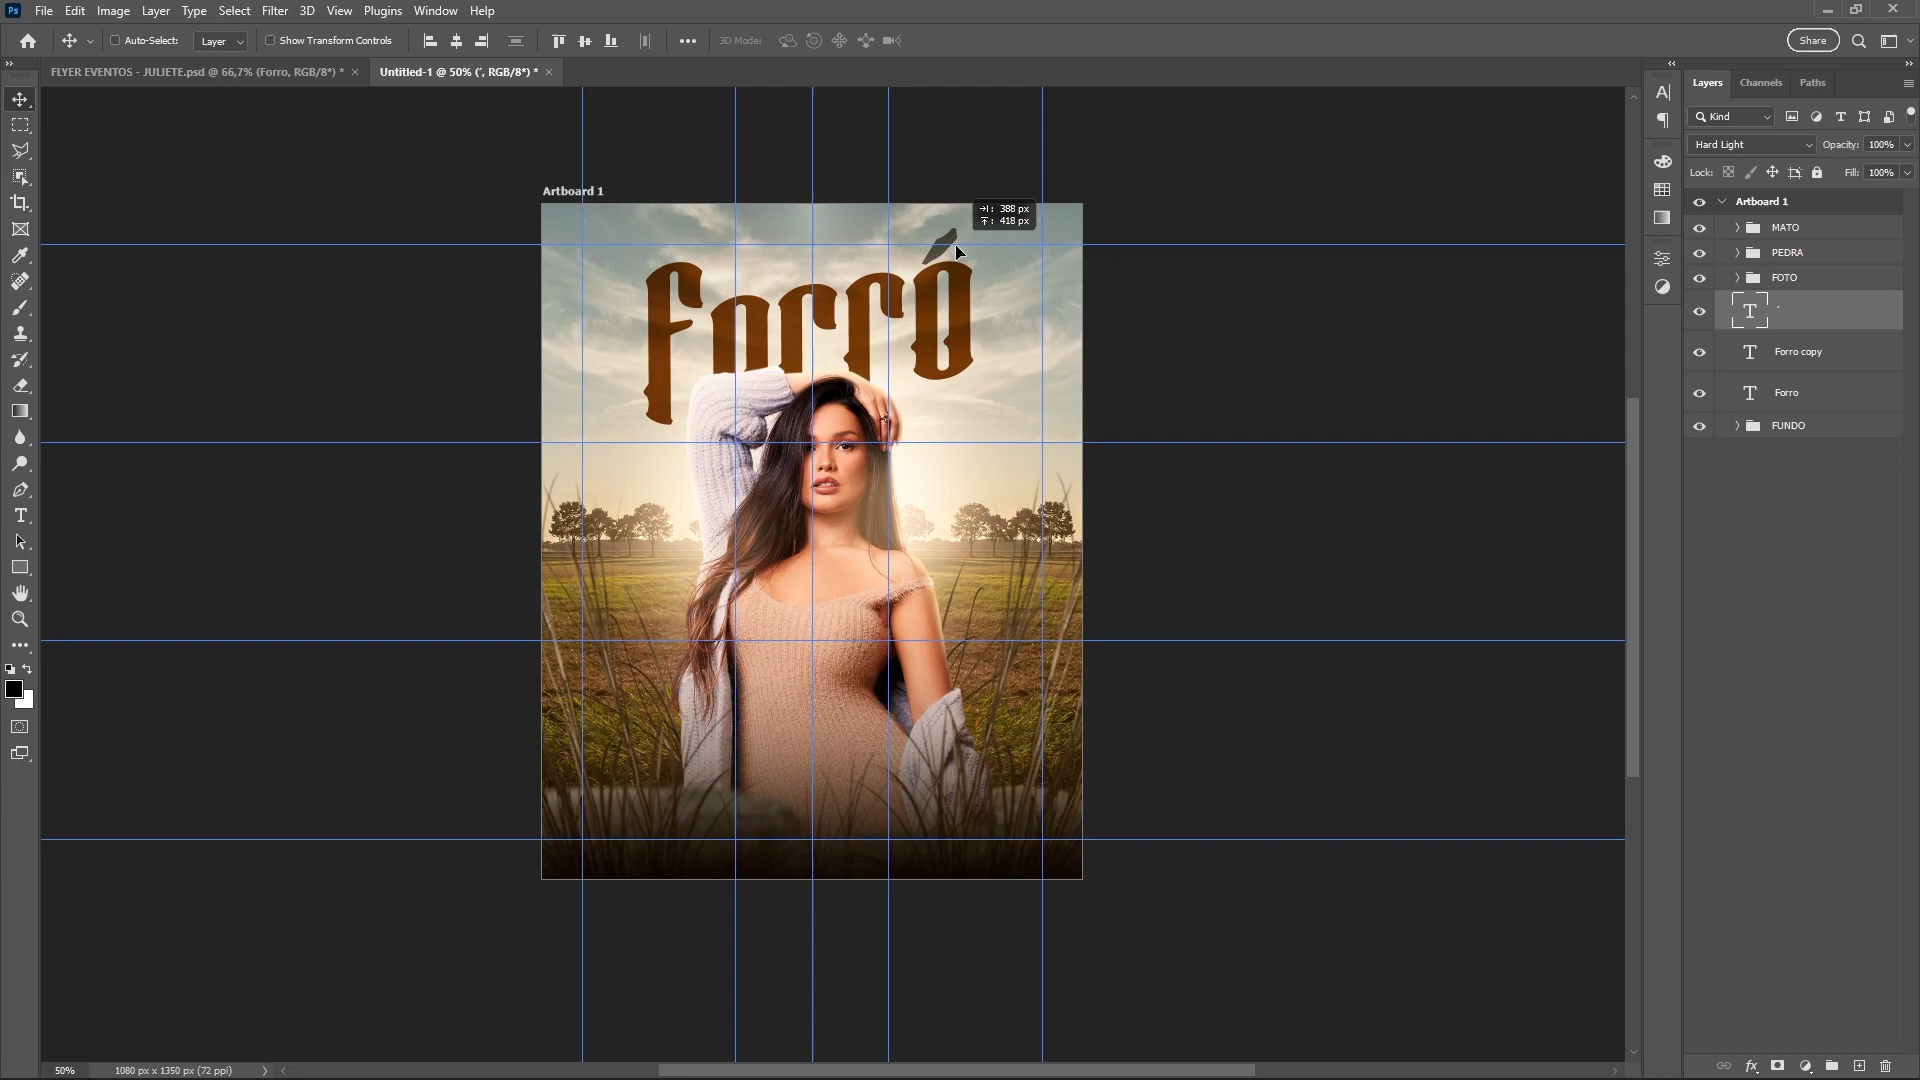 Ps File Edit Image Layer Type Select Filter 3D View Plugins Window Help
Auto-Select: Layer Show Transform Controls 3D Mode: Share
FLYER EVENTOS - JULIETE.psd @ 66,7% (Forro, RGB/8*) * Untitled-1 @ 50% (´, RGB/8*) *
Layers Channels Paths
Kind
Hard Light Opacity: 100%
Lock: Fill: 100%
Artboard 1
MATO
PEDRA
FOTO
´
Forro copy
Forro
FUNDO
Artboard 1
388 px
418 px
Forró
50% 1080 px x 1350 px (72 ppi)